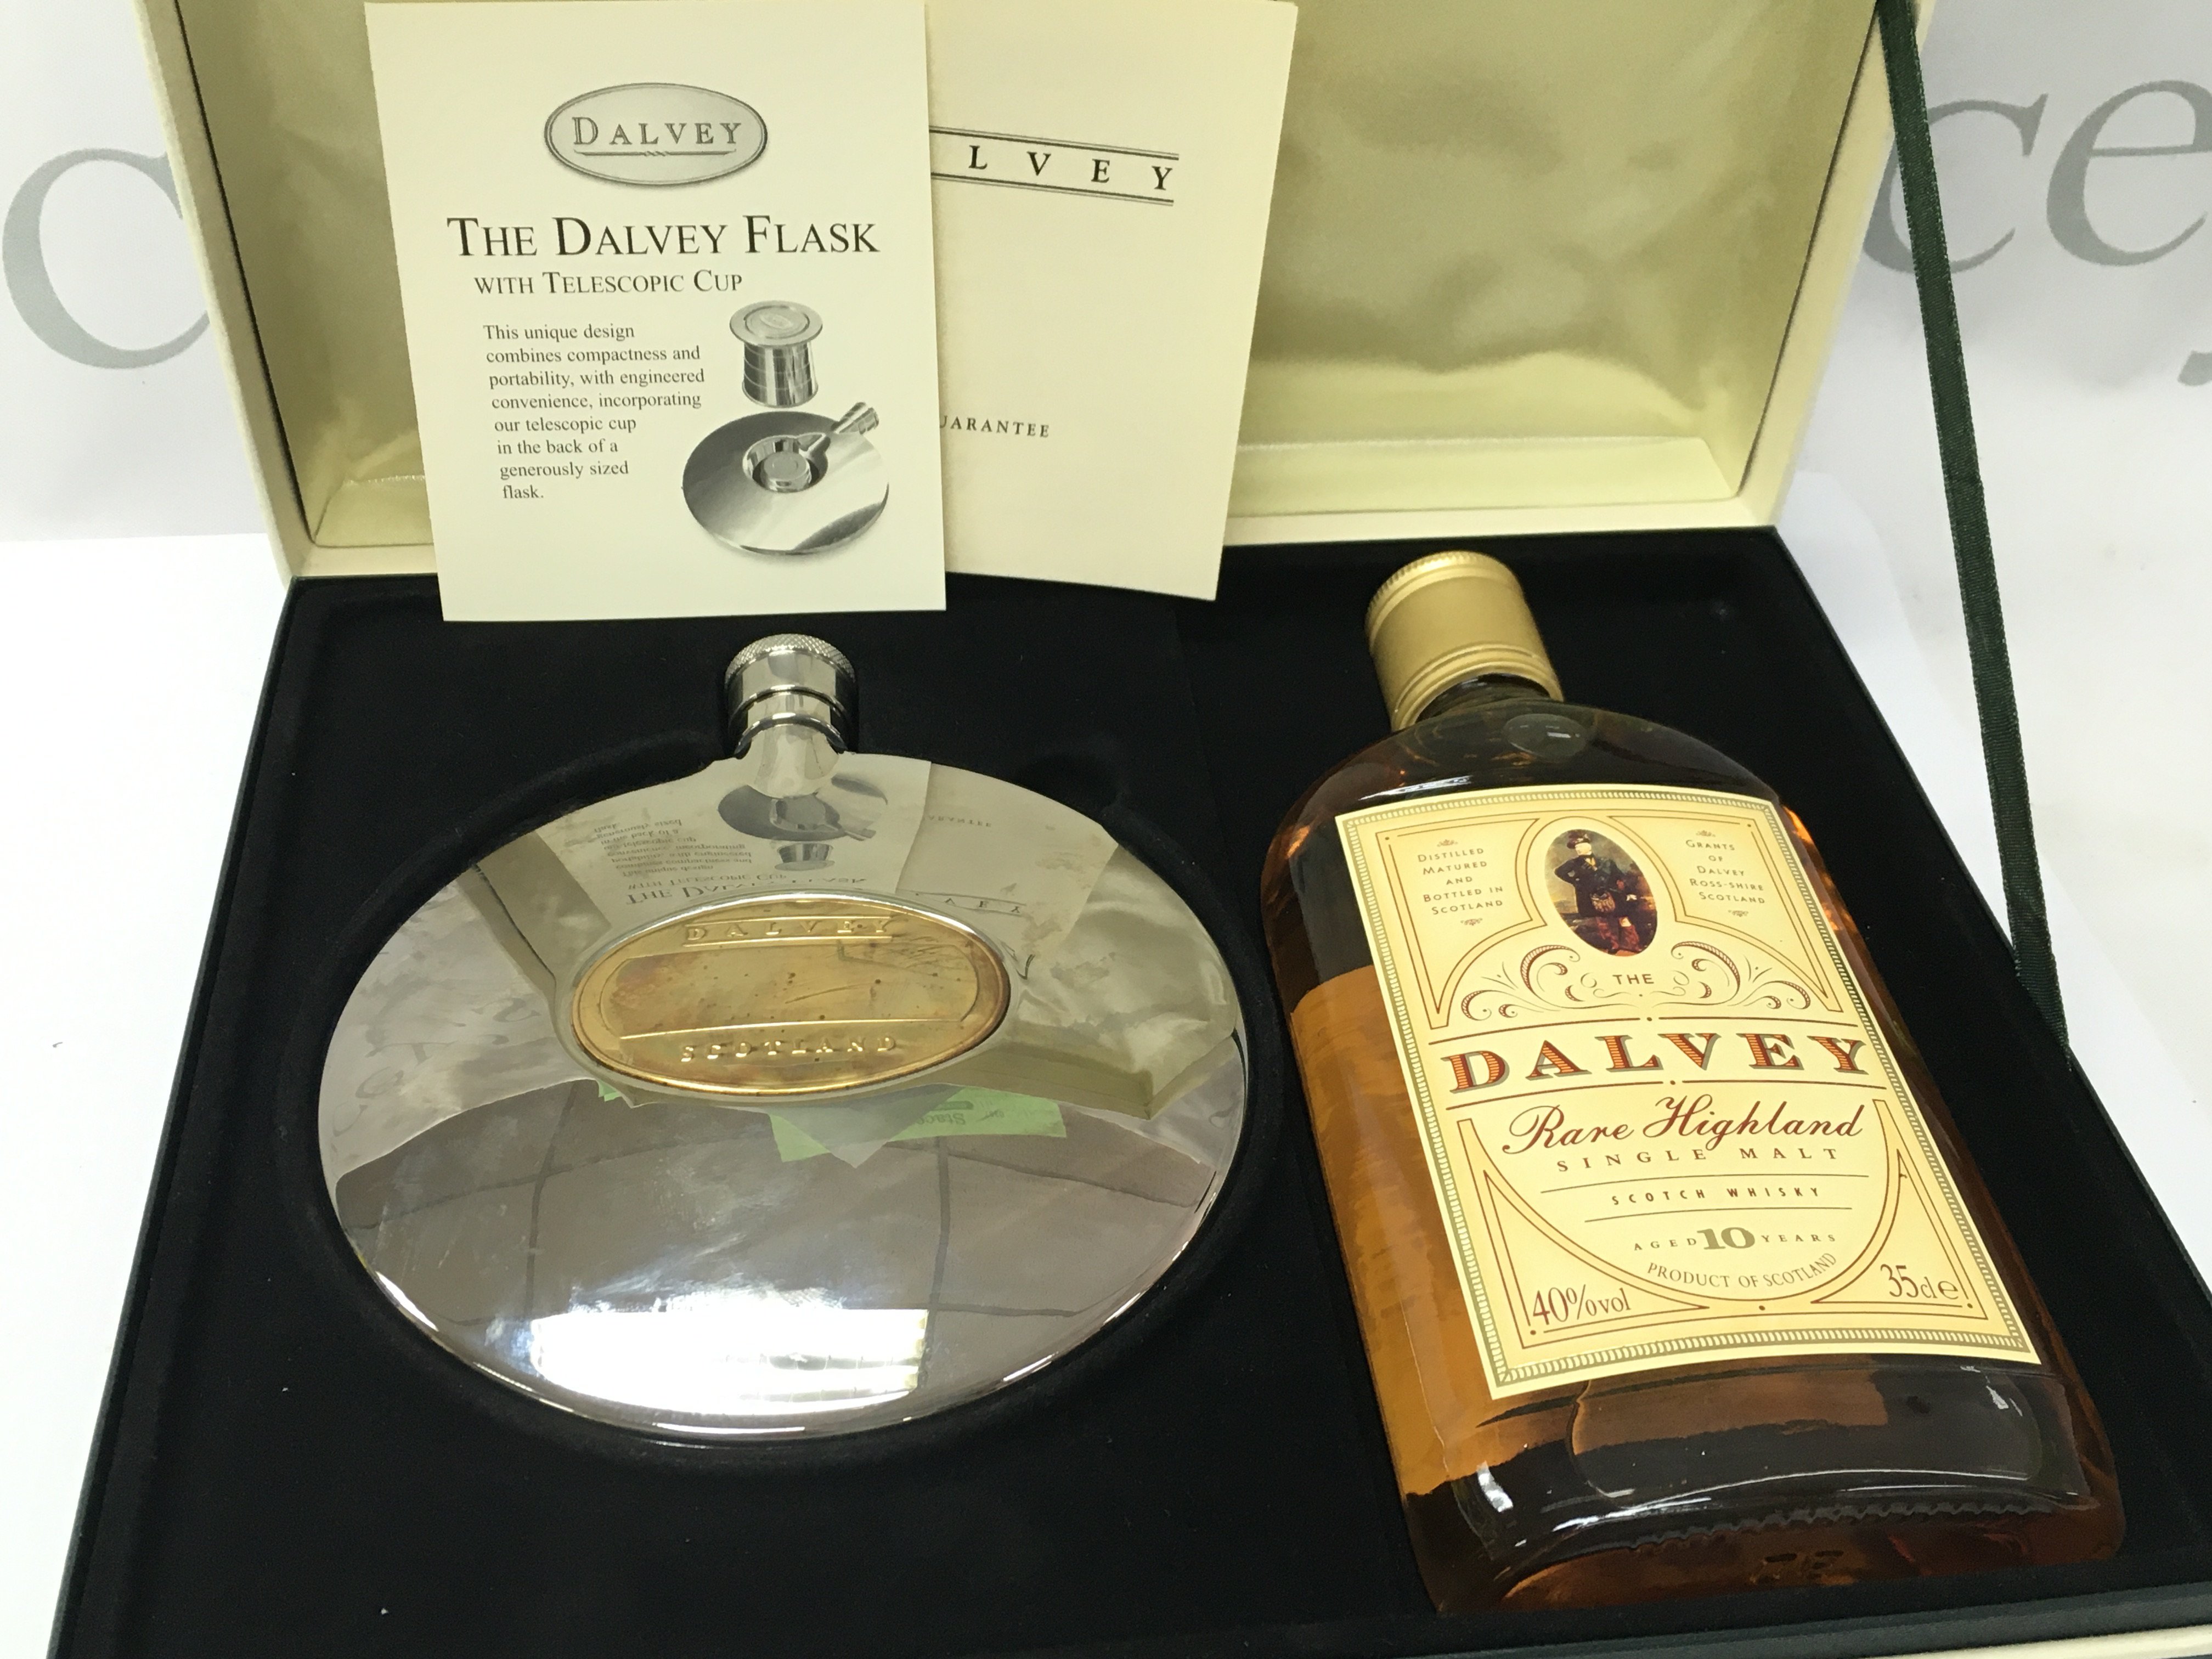 DALVEY
THE DALVEY FLASK
WITH TELESCOPIC CUP
This unique design
combines compactness and
portability, with engineered
convenience, incorporating
our telescopic cup
in the back of a
generously sized
flask.
LVEY
UARANTEE
DALVEY
SCOTLAND
DISTILLED
MATURED
AND
BOTTLED IN
SCOTLAND
GRANTS
OF
DALVEY
ROSS-SHIRE
SCOTLAND
THE
DALVEY
Rare Highland
SINGLE MALT
SCOTCH WHISKY
AGED 10 YEARS
PRODUCT OF SCOTLAND
40%vol
35cl e